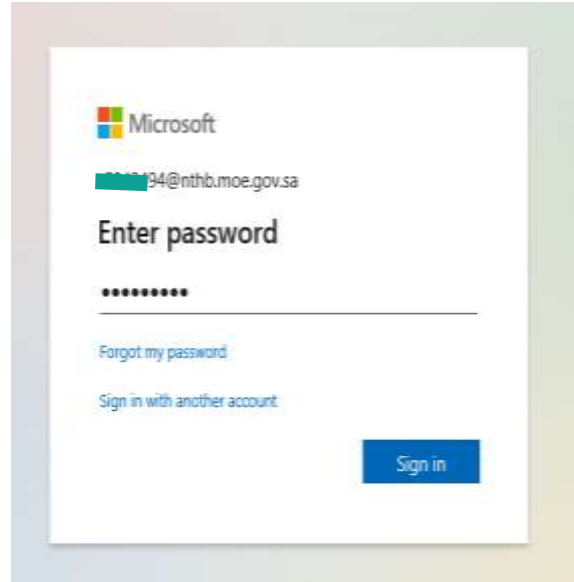 Microsoft
94@nthb.moe.gov.sa
Enter password
•••••••••
Forgot my password
Sign in with another account
Sign in